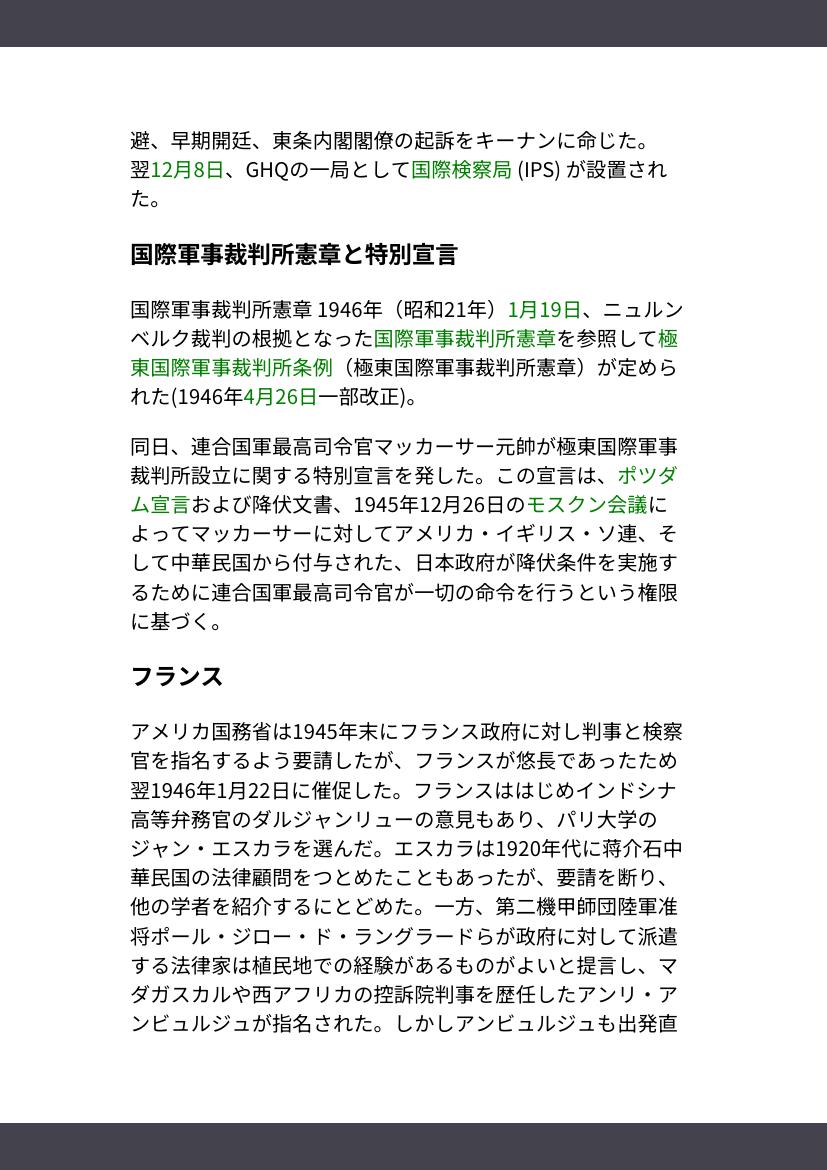 避、早期開廷、東条内閣閣僚の起訴をキーナンに命じた。
翌12月8日、GHQの一局として国際検察局 (IPS) が設置され
た。
国際軍事裁判所憲章と特別宣言
国際軍事裁判所憲章 1946年（昭和21年）1月19日、ニュルン
ベルク裁判の根拠となった国際軍事裁判所憲章を参照して極
東国際軍事裁判所条例（極東国際軍事裁判所憲章）が定めら
れた(1946年4月26日一部改正)。
同日、連合国軍最高司令官マッカーサー元帥が極東国際軍事
裁判所設立に関する特別宣言を発した。この宣言は、ポツダ
ム宣言および降伏文書、1945年12月26日のモスクン会議に
よってマッカーサーに対してアメリカ・イギリス・ソ連、そ
して中華民国から付与された、日本政府が降伏条件を実施す
るために連合国軍最高司令官が一切の命令を行うという権限
に基づく。
フランス
アメリカ国務省は1945年末にフランス政府に対し判事と検察
官を指名するよう要請したが、フランスが悠長であったため
翌1946年1月22日に催促した。フランスははじめインドシナ
高等弁務官のダルジャンリューの意見もあり、パリ大学の
ジャン・エスカラを選んだ。エスカラは1920年代に蒋介石中
華民国の法律顧問をつとめたこともあったが、要請を断り、
他の学者を紹介するにとどめた。一方、第二機甲師団陸軍准
将ポール・ジロー・ド・ラングラードらが政府に対して派遣
する法律家は植民地での経験があるものがよいと提言し、マ
ダガスカルや西アフリカの控訴院判事を歴任したアンリ・ア
ンビュルジュが指名された。しかしアンビュルジュも出発直